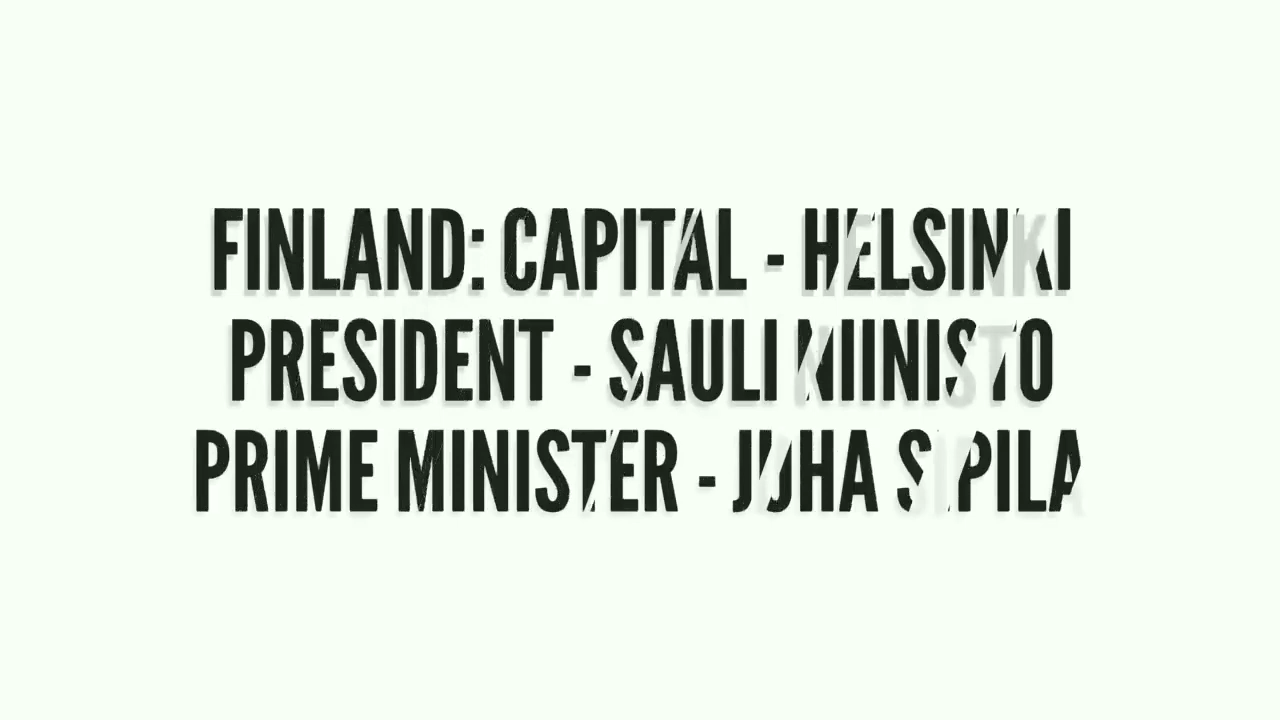 FINLAND: CAPITAL - HELSINKI
PRESIDENT - SAULI NIINISTO
PRIME MINISTER - JUHA SIPILA